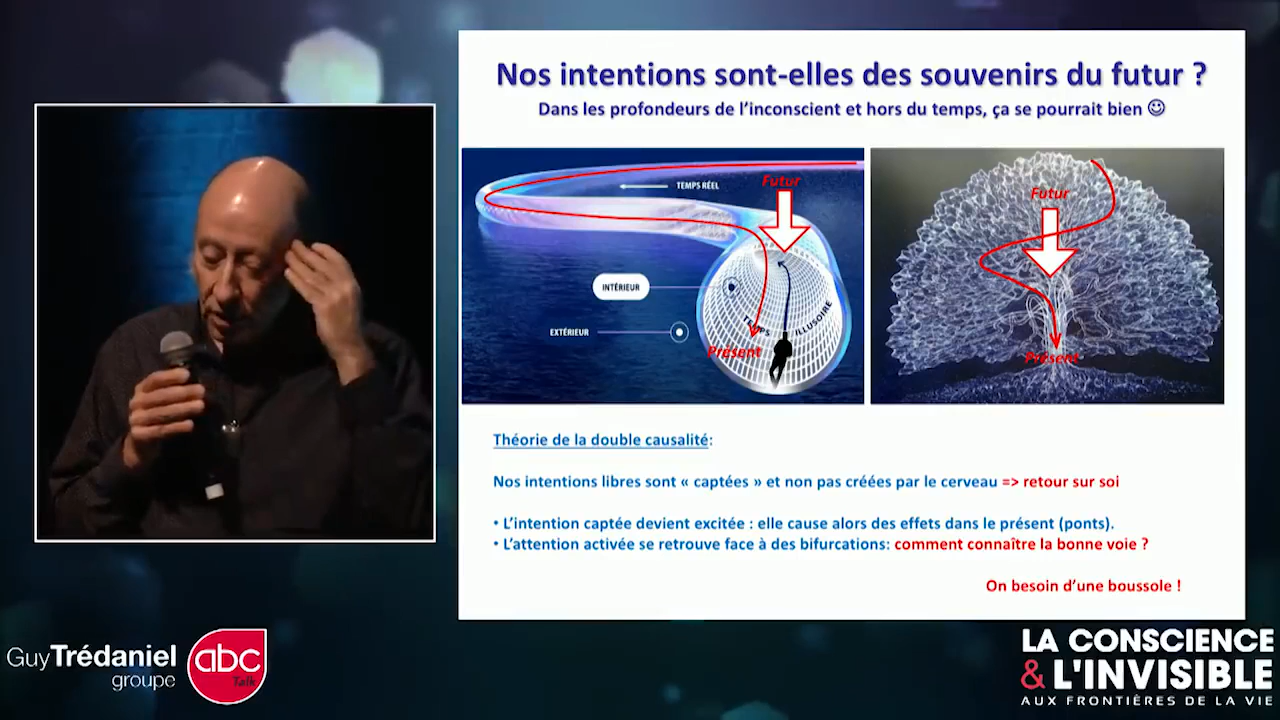 Nos intentions sont-elles des souvenirs du futur ?
Dans les profondeurs de l'inconscient et hors du temps, ça se pourrait bien ☺
TEMPS RÉEL
Futur
INTÉRIEUR
EXTÉRIEUR
TEMPS ILLUSOIRE
Présent
Futur
Présent
Théorie de la double causalité:
Nos intentions libres sont « captées » et non pas créées par le cerveau => retour sur soi
• L'intention captée devient excitée : elle cause alors des effets dans le présent (ponts).
• L'attention activée se retrouve face à des bifurcations: comment connaître la bonne voie ?
On besoin d'une boussole !
Guy Trédaniel
groupe
abc
Talk
LA CONSCIENCE
& L'INVISIBLE
AUX FRONTIÈRES DE LA VIE